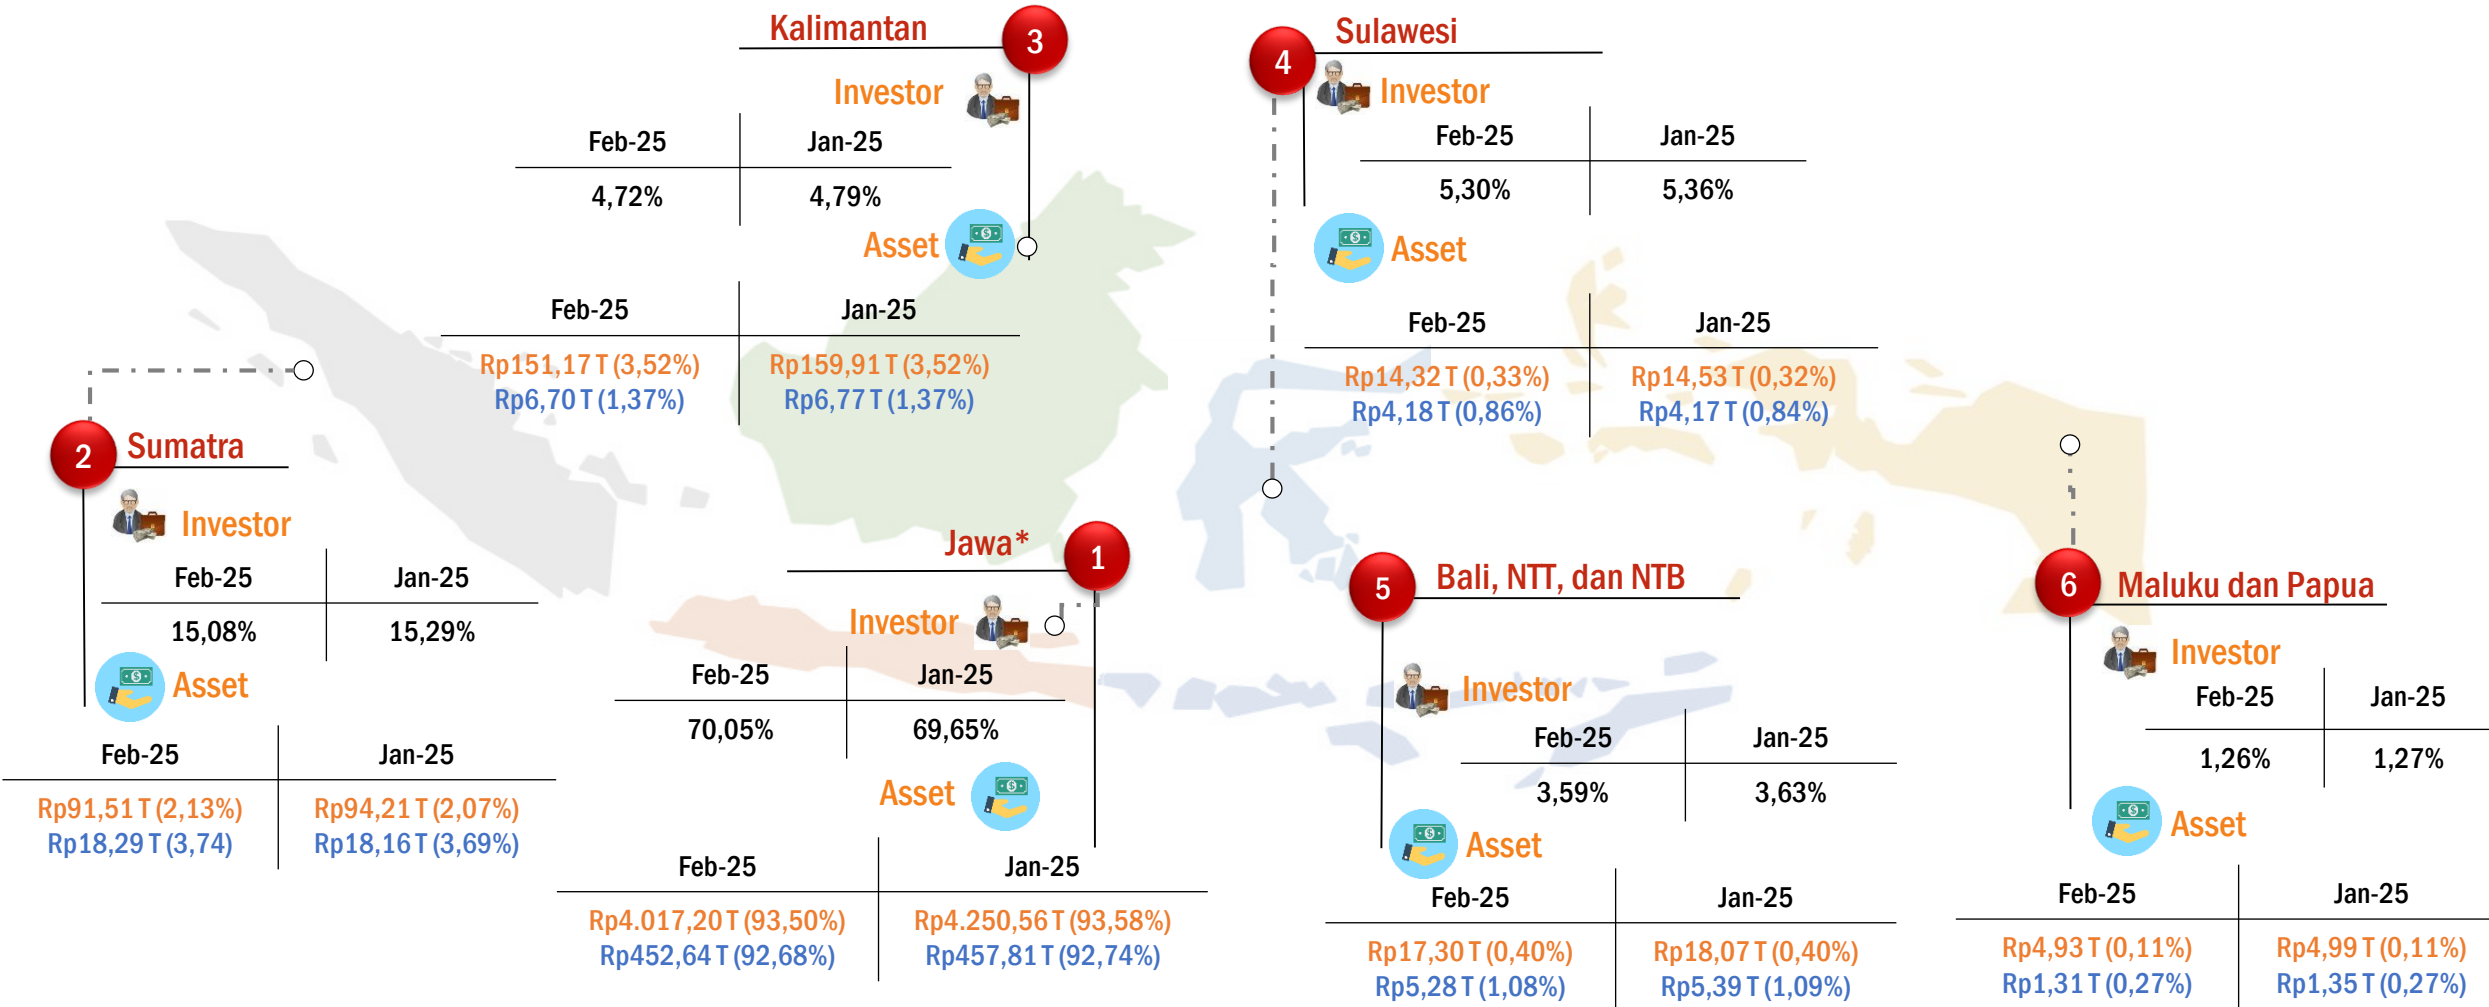 Kalimantan
3
Investor
Feb-25 Jan-25
4,72% 4,79%
Asset
Feb-25 Jan-25
Rp151,17 T (3,52%) Rp159,91 T (3,52%)
Rp6,70 T (1,37%) Rp6,77 T (1,37%)
4
Sulawesi
Investor
Feb-25 Jan-25
5,30% 5,36%
Asset
Feb-25 Jan-25
Rp14,32 T (0,33%) Rp14,53 T (0,32%)
Rp4,18 T (0,86%) Rp4,17 T (0,84%)
2
Sumatra
Investor
Feb-25 Jan-25
15,08% 15,29%
Asset
Feb-25 Jan-25
Rp91,51 T (2,13%) Rp94,21 T (2,07%)
Rp18,29 T (3,74) Rp18,16 T (3,69%)
Jawa*
1
Investor
Feb-25 Jan-25
70,05% 69,65%
Asset
Feb-25 Jan-25
Rp4.017,20 T (93,50%) Rp4.250,56 T (93,58%)
Rp452,64 T (92,68%) Rp457,81 T (92,74%)
5
Bali, NTT, dan NTB
Investor
Feb-25 Jan-25
3,59% 3,63%
Asset
Feb-25 Jan-25
Rp17,30 T (0,40%) Rp18,07 T (0,40%)
Rp5,28 T (1,08%) Rp5,39 T (1,09%)
6
Maluku dan Papua
Investor
Feb-25 Jan-25
1,26% 1,27%
Asset
Feb-25 Jan-25
Rp4,93 T (0,11%) Rp4,99 T (0,11%)
Rp1,31 T (0,27%) Rp1,35 T (0,27%)